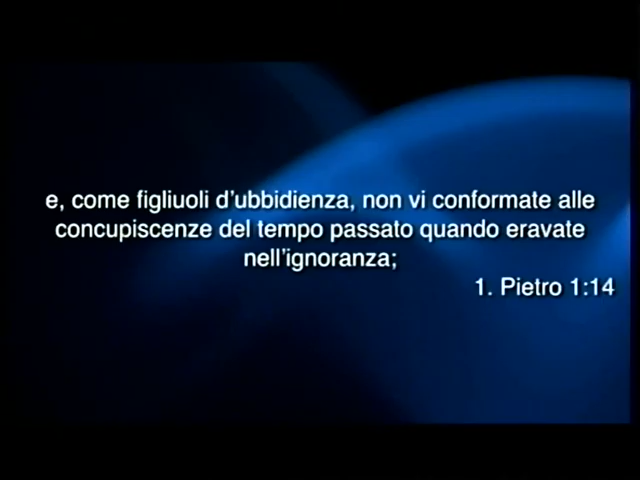 e, come figliuoli d'ubbidienza, non vi conformate alle
concupiscenze del tempo passato quando eravate
nell'ignoranza;
1. Pietro 1:14